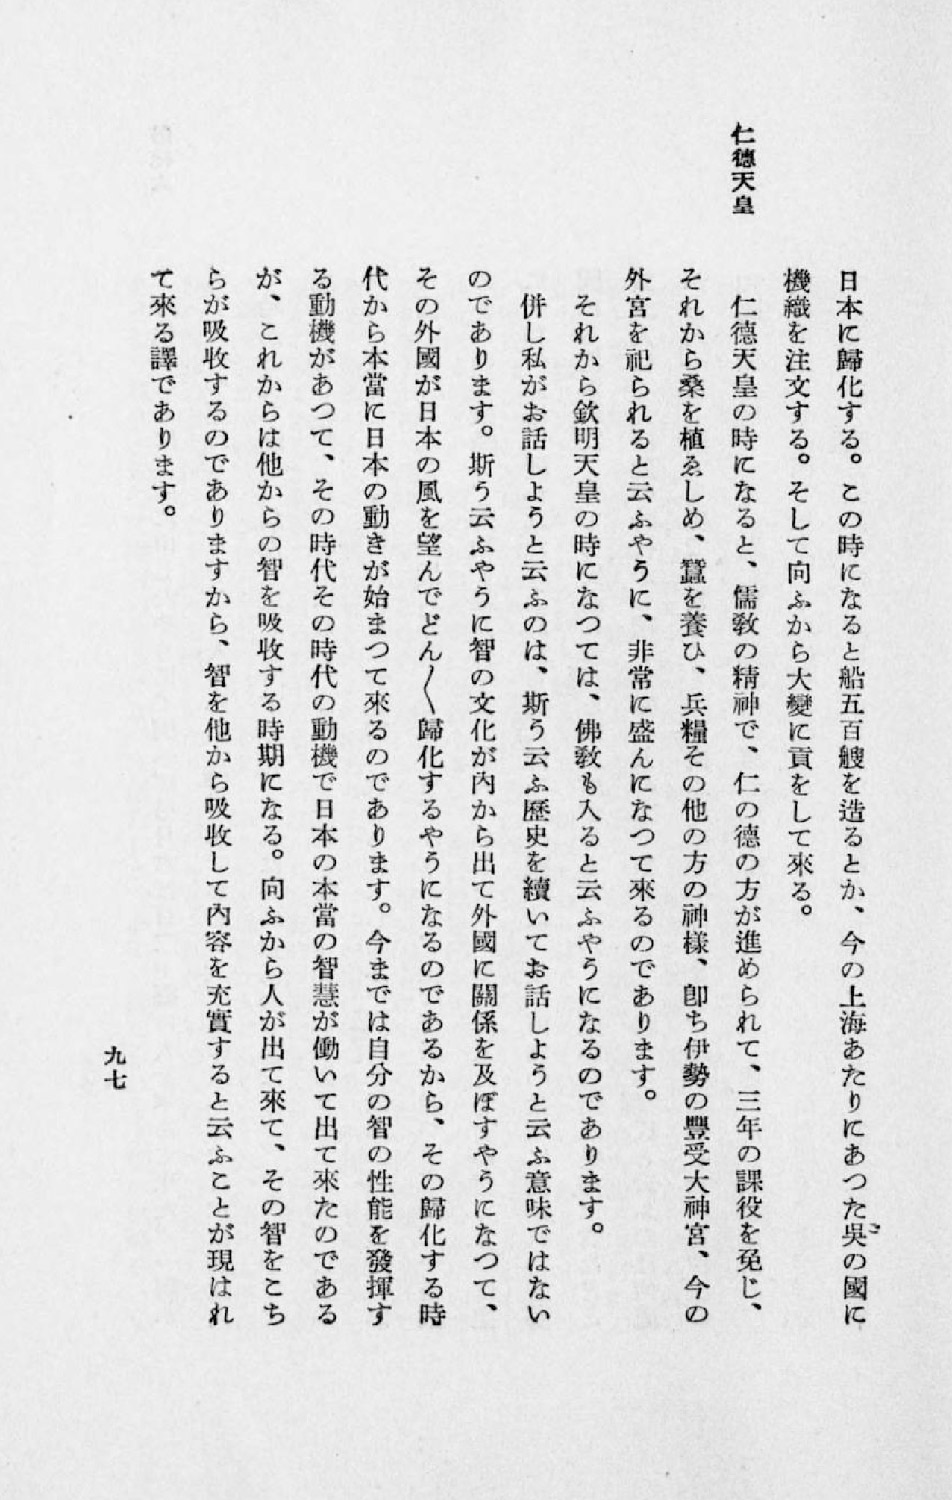 仁德天皇
日本に歸化する。この時になると船五百艘を造るとか、今の上海あたりにあつた吳の國に
ご
機織を注文する。そして向ふから大變に貢をして來る。
仁德天皇の時になると、儒敎の精神で、仁の德の方が進められて、三年の課役を免じ、
それから桑を植ゑしめ、蠶を養ひ、兵糧その他の方の神樣、卽ち伊勢の豐受大神宮、今の
外宮を祀られると云ふやうに、非常に盛んになつて來るのであります。
それから欽明天皇の時になつては、佛敎も入ると云ふやうになるのであります。
併し私がお話しようと云ふのは、斯う云ふ歷史を續いてお話しようと云ふ意味ではない
のであります。斯う云ふやうに智の文化が內から出て外國に關係を及ぼすやうになつて、
その外國が日本の風を望んでどん〳〵歸化するやうになるのであるから、その歸化する時
代から本當に日本の動きが始まつて來るのであります。今までは自分の智の性能を發揮す
る動機があつて、その時代その時代の動機で日本の本當の智慧が働いて出て來たのである
が、これからは他からの智を吸收する時期になる。向ふから人が出て來て、その智をこち
らが吸收するのでありますから、智を他から吸收して內容を充實すると云ふことが現はれ
て來る譯であります。
九七